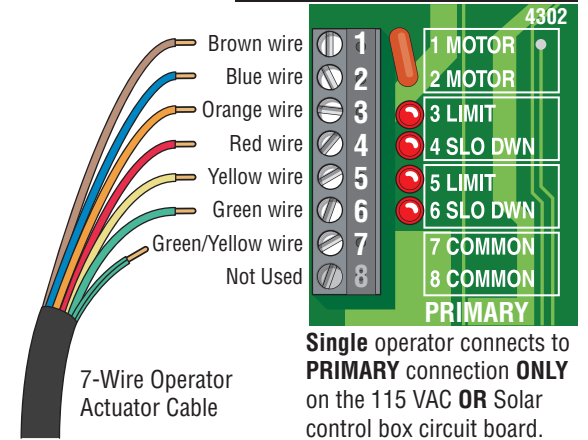 4302
Brown wire 1 1 MOTOR
Blue wire 2 2 MOTOR
Orange wire 3 3 LIMIT
Red wire 4 4 SLO DWN
Yellow wire 5 5 LIMIT
Green wire 6 6 SLO DWN
Green/Yellow wire 7 7 COMMON
Not Used 8 8 COMMON
PRIMARY
7-Wire Operator
Actuator Cable
Single operator connects to
PRIMARY connection ONLY
on the 115 VAC OR Solar
control box circuit board.